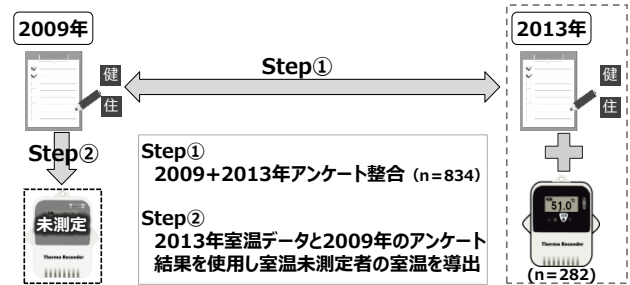 2009年
2013年
Step①
健
住
健
住
Step②
Step①
2009+2013年アンケート整合（n=834）
Step②
2013年室温データと2009年のアンケート
結果を使用し室温未測定者の室温を導出
未測定
Thermo Recorder
51.0℃
Thermo Recorder
(n=282)